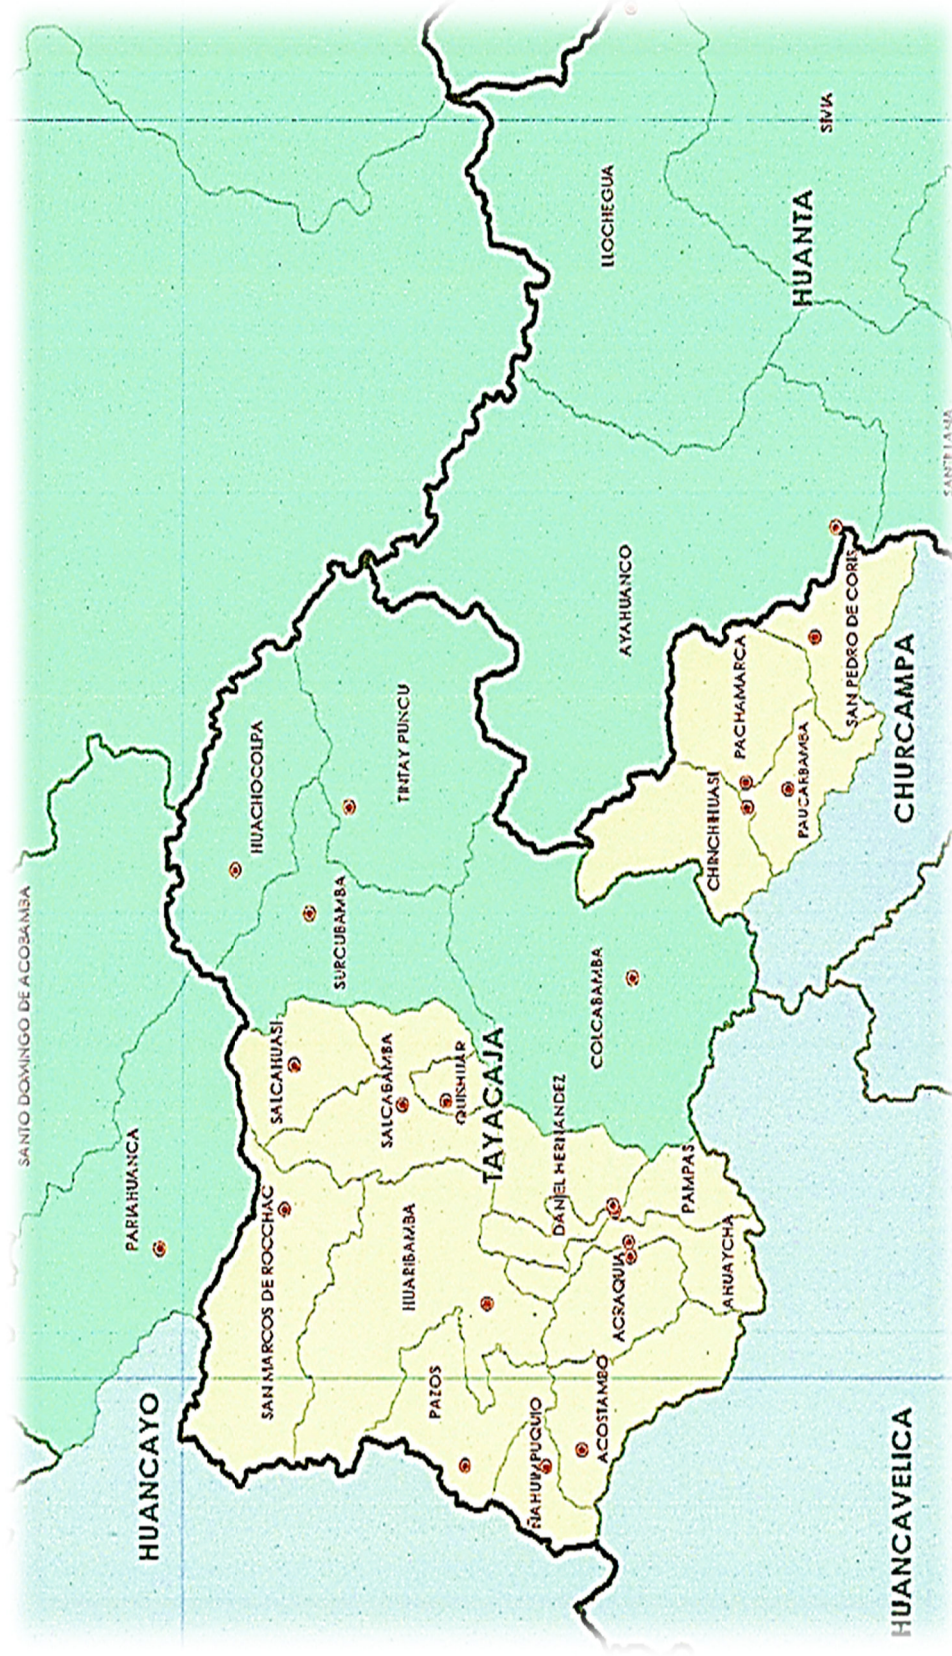 SANTO DOMINGO DE ACOBAMBA
PARIAHUANCA
HUANCAYO
HUACHOCOLPA
SAN MARCOS DE ROCCHAC
SALCAHUASI
SURCUBAMBA
SALCABAMBA
TINTAY PUNCU
HUARIBAMBA
PAZOS
QUISHUAR
TAYACAJA
ÑAHUIMPUQUIO
DANIEL HERNANDEZ
COLCABAMBA
ACOSTAMBO
LLOCHEGUA
ACRAQUIA
AYAHUANCO
PAMPAS
CHINCHIHUASI
AHUAYCHA
PACHAMARCA
HUANTA
PAUCARBAMBA
SIVIA
SAN PEDRO DE CORIS
HUANCAVELICA
CHURCAMPA